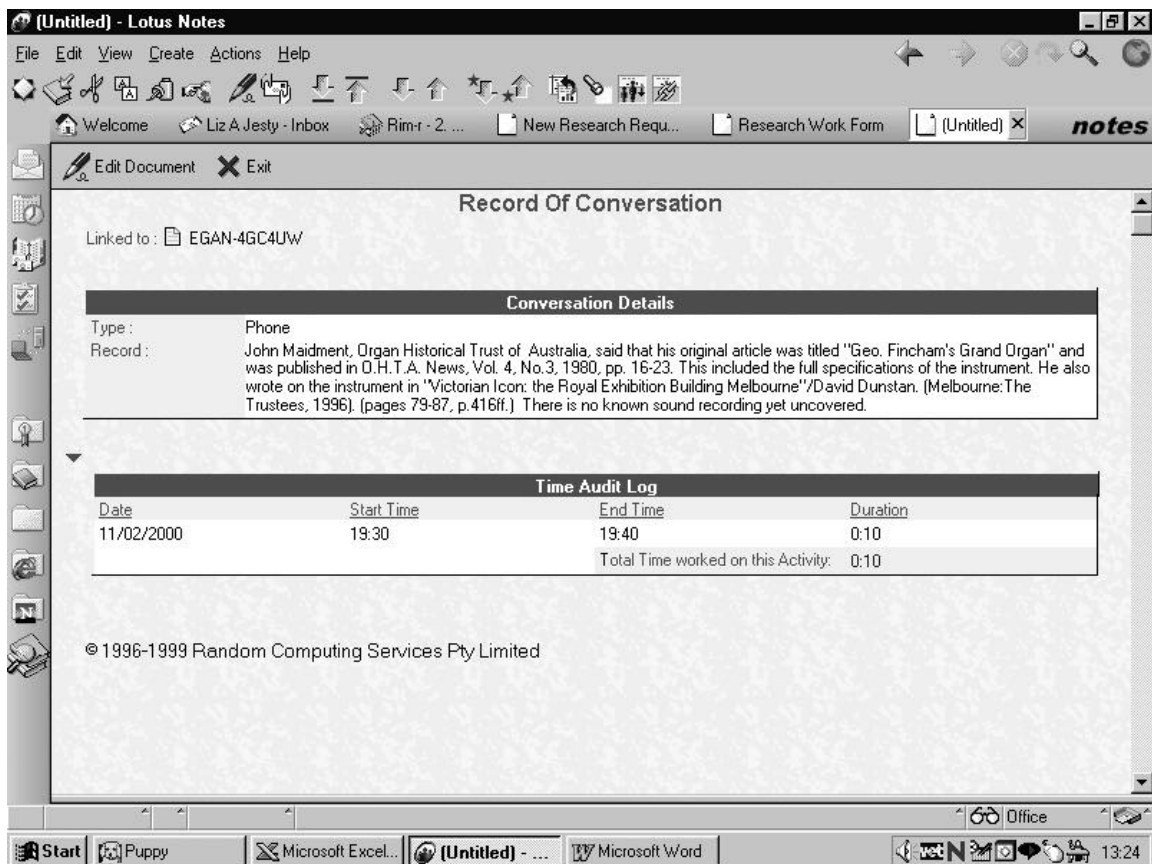 (Untitled) - Lotus Notes
File Edit View Create Actions Help
Welcome Liz A Jesty - Inbox Rim-r - 2. ... New Research Requ... Research Work Form (Untitled) notes
Edit Document Exit
Record Of Conversation
Linked to : EGAN-4GC4UW
Conversation Details
Type : Phone
Record : John Maidment, Organ Historical Trust of Australia, said that his original article was titled "Geo. Fincham's Grand Organ" and
was published in O.H.T.A. News, Vol. 4, No.3, 1980, pp. 16-23. This included the full specifications of the instrument. He also
wrote on the instrument in "Victorian Icon: the Royal Exhibition Building Melbourne"/David Dunstan. (Melbourne:The
Trustees, 1996). (pages 79-87, p.416ff.) There is no known sound recording yet uncovered.
Time Audit Log
Date Start Time End Time Duration
11/02/2000 19:30 19:40 0:10
Total Time worked on this Activity: 0:10
© 1996-1999 Random Computing Services Pty Limited
Office
Start Puppy Microsoft Excel... (Untitled) - ... Microsoft Word 13:24